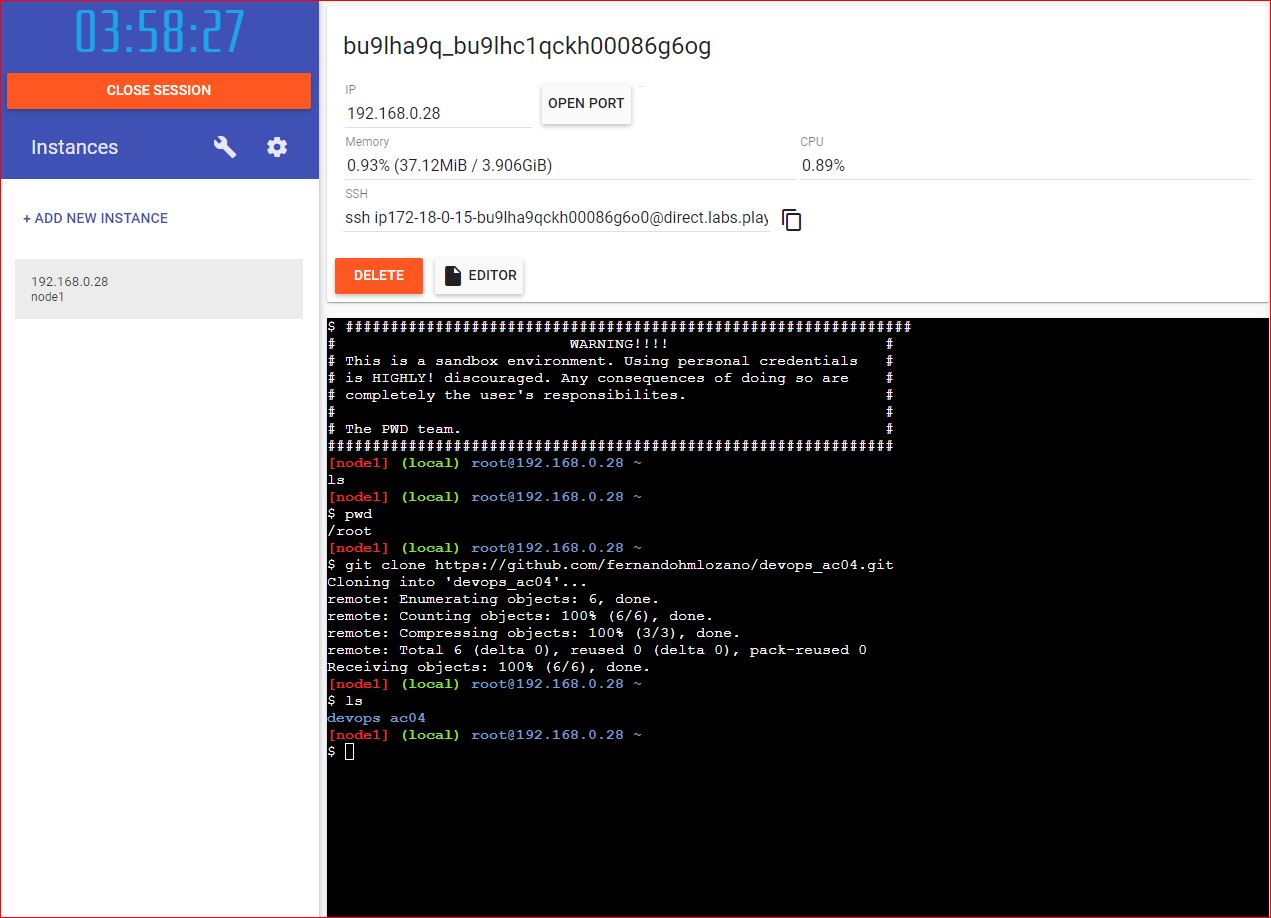 03:58:27
CLOSE SESSION
Instances
+ ADD NEW INSTANCE
192.168.0.28
node1
bu9lha9q_bu9lhc1qckh00086g6og
IP
192.168.0.28
OPEN PORT
Memory
0.93% (37.12MiB / 3.906GiB)
CPU
0.89%
SSH
ssh ip172-18-0-15-bu9lha9qckh00086g6o0@direct.labs.play
DELETE
EDITOR
$ ###############################################################
#                          WARNING!!!!                        #
# This is a sandbox environment. Using personal credentials   #
# is HIGHLY! discouraged. Any consequences of doing so are    #
# completely the user's responsibilites.                      #
#                                                             #
# The PWD team.                                               #
###############################################################
[node1] (local) root@192.168.0.28 ~
ls
[node1] (local) root@192.168.0.28 ~
$ pwd
/root
[node1] (local) root@192.168.0.28 ~
$ git clone https://github.com/fernandohmlozano/devops_ac04.git
Cloning into 'devops_ac04'...
remote: Enumerating objects: 6, done.
remote: Counting objects: 100% (6/6), done.
remote: Compressing objects: 100% (3/3), done.
remote: Total 6 (delta 0), reused 0 (delta 0), pack-reused 0
Receiving objects: 100% (6/6), done.
[node1] (local) root@192.168.0.28 ~
$ ls
devops ac04
[node1] (local) root@192.168.0.28 ~
$